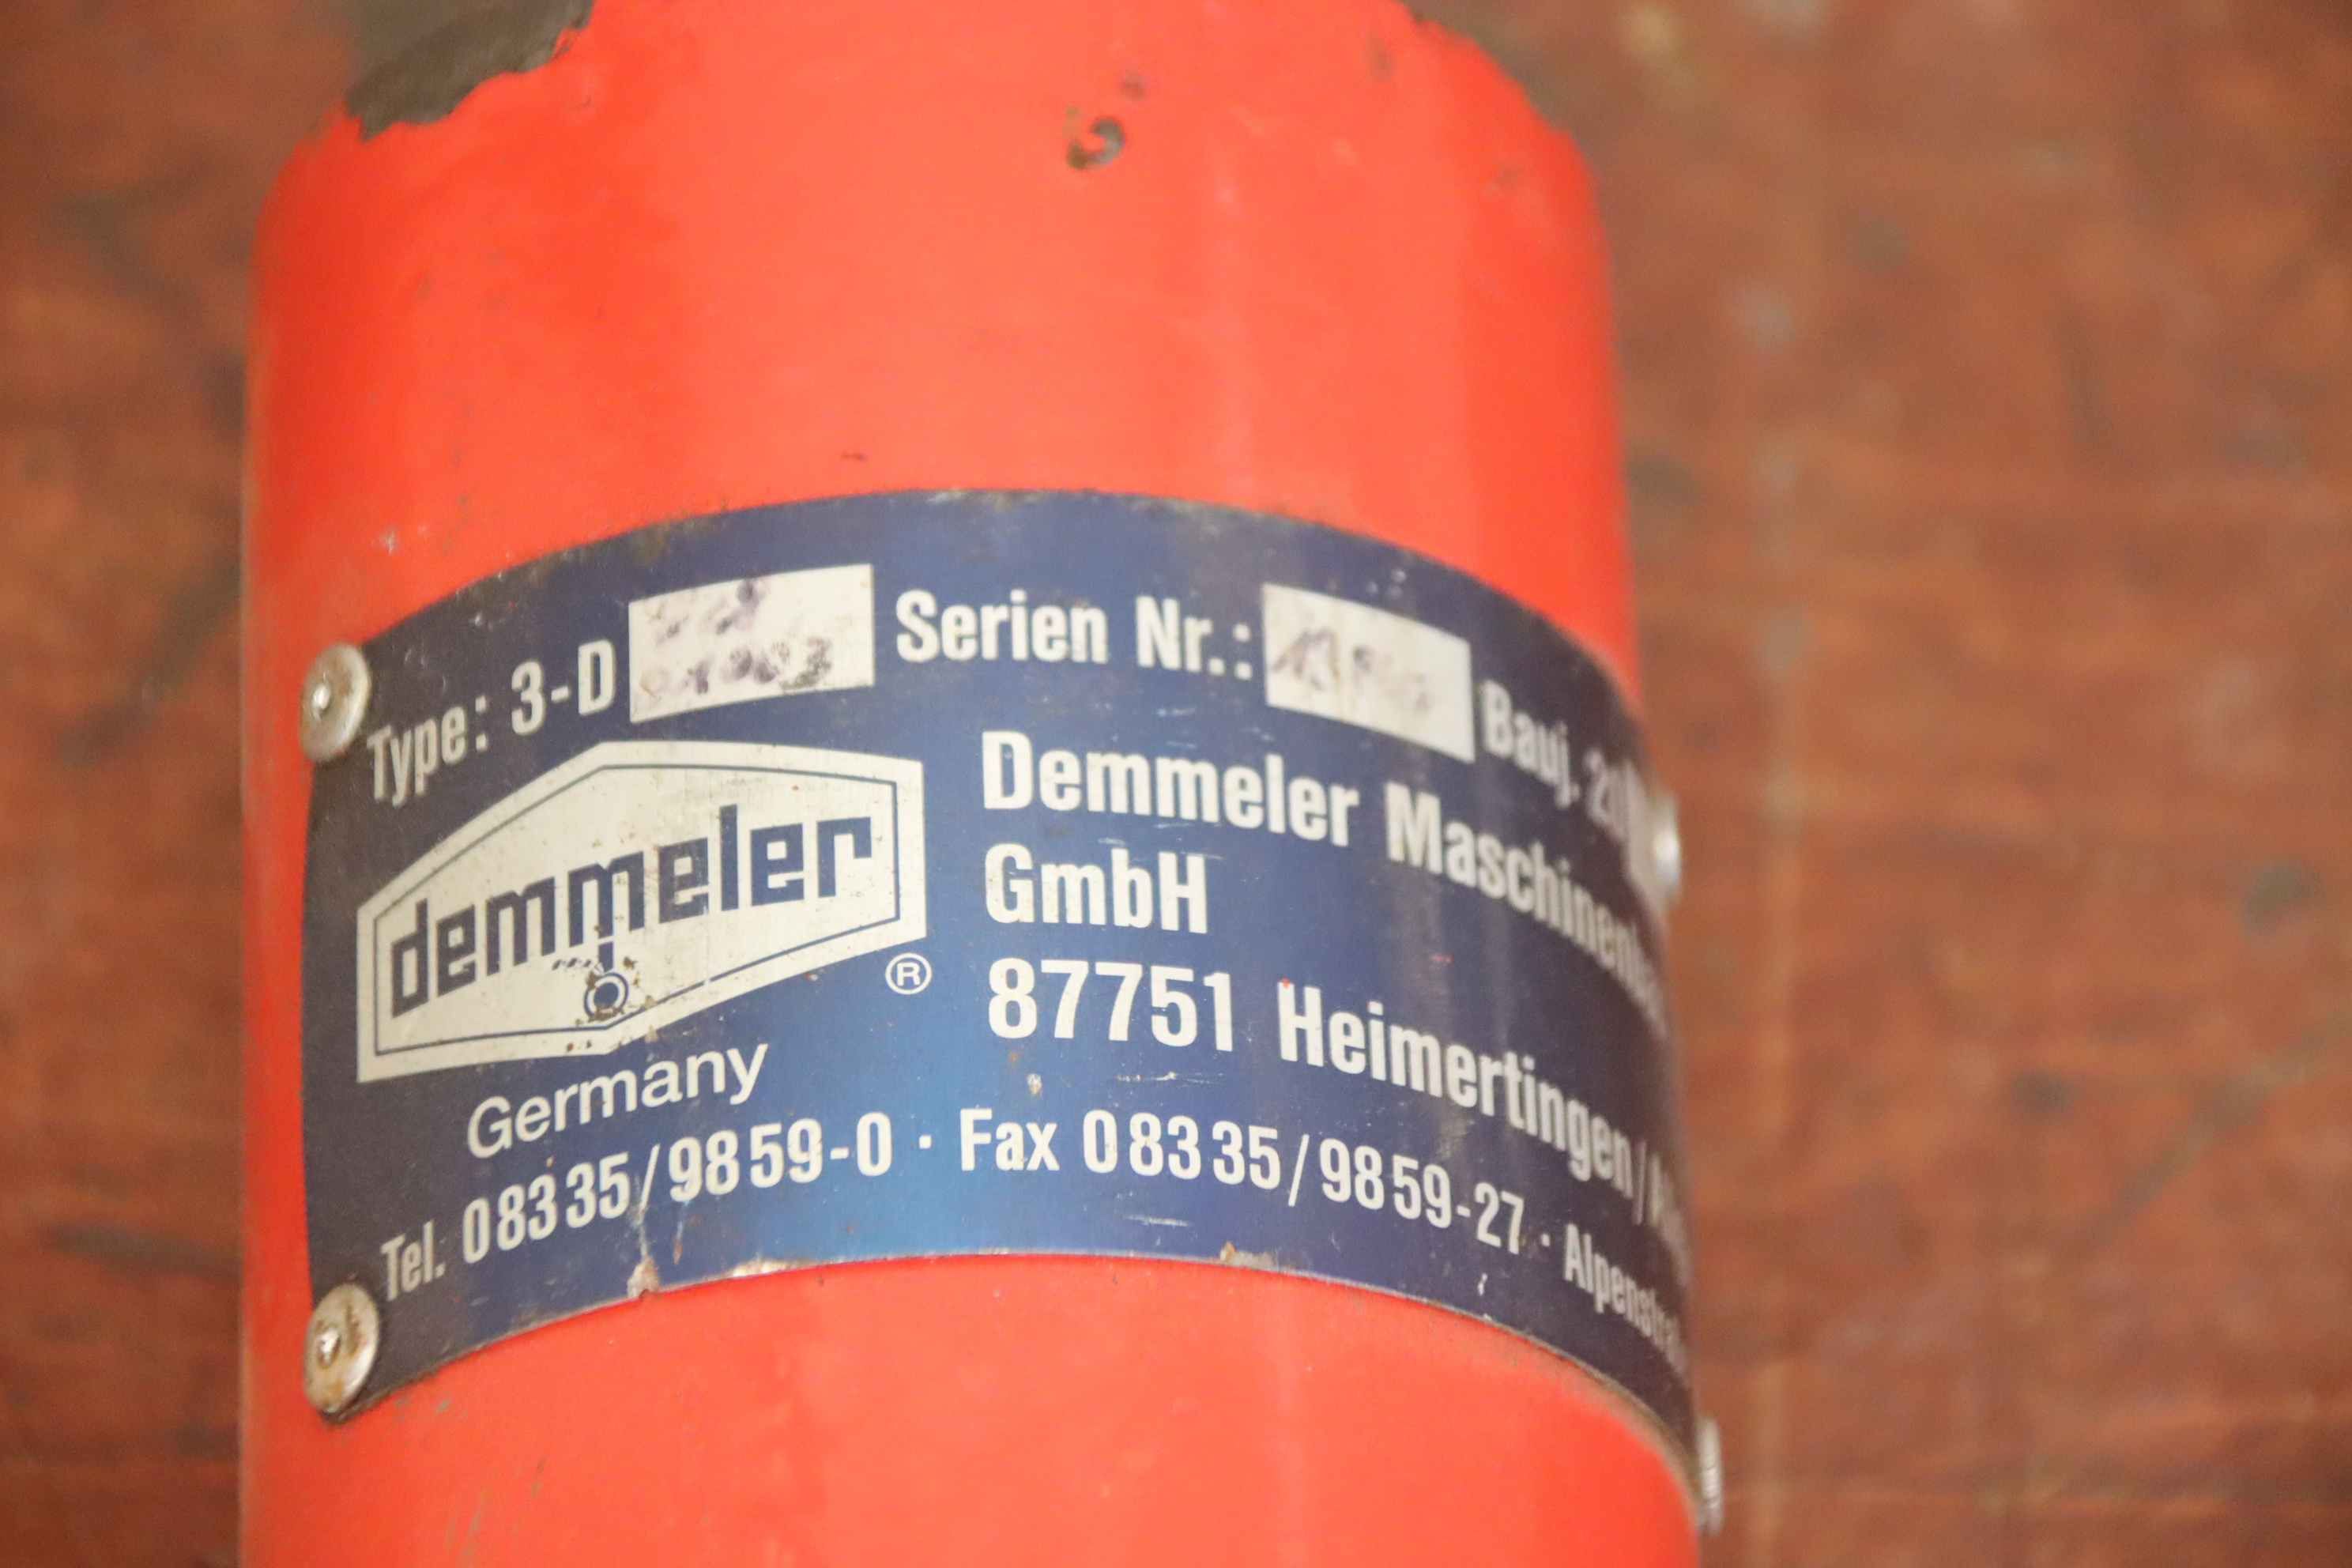 Type: 3-D Serien Nr.: Bauj.
demmeler ®
Germany
Demmeler
GmbH
87751 Heimertingen/
Tel. 08335/9859-0 · Fax 08335/9859-27 ·